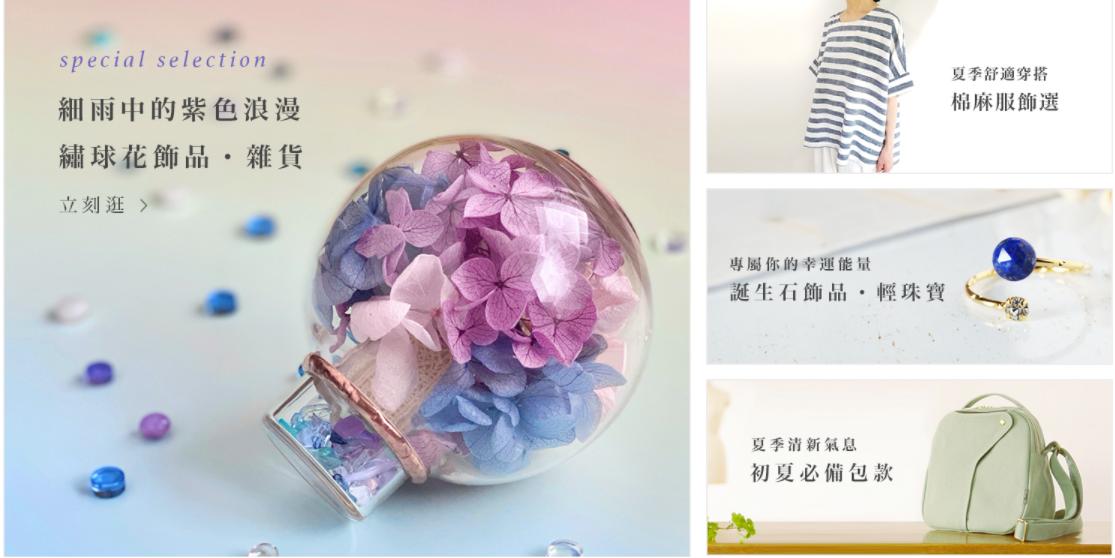 special selection
細雨中的紫色浪漫
繡球花飾品・雜貨
立刻逛 >
夏季舒適穿搭
棉麻服飾選
專屬你的幸運能量
誕生石飾品・輕珠寶
夏季清新氣息
初夏必備包款